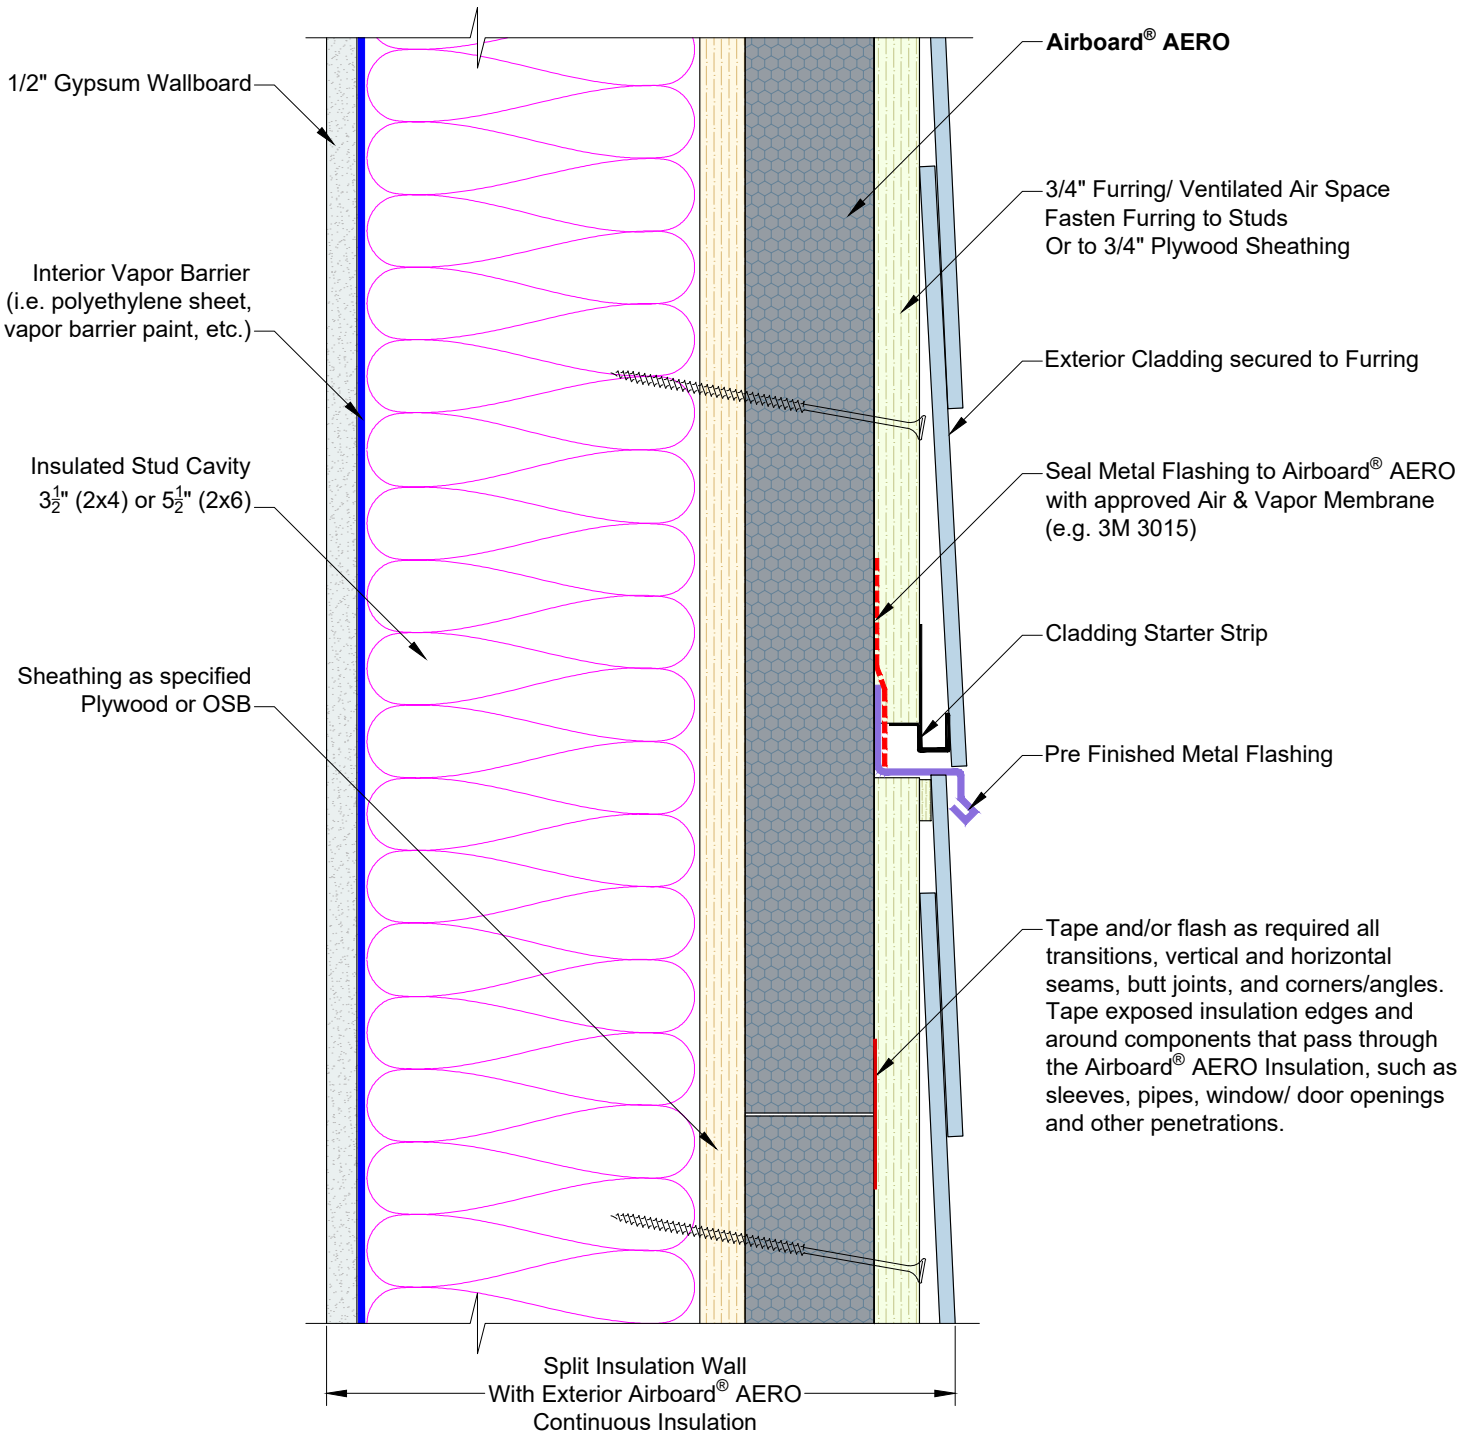 1/2" Gypsum Wallboard
Interior Vapor Barrier
(i.e. polyethylene sheet,
vapor barrier paint, etc.)
Insulated Stud Cavity
3½" (2x4) or 5½" (2x6)
Sheathing as specified
Plywood or OSB
Airboard® AERO
3/4" Furring/ Ventilated Air Space
Fasten Furring to Studs
Or to 3/4" Plywood Sheathing
Exterior Cladding secured to Furring
Seal Metal Flashing to Airboard® AERO
with approved Air & Vapor Membrane
(e.g. 3M 3015)
Cladding Starter Strip
Pre Finished Metal Flashing
Tape and/or flash as required all
transitions, vertical and horizontal
seams, butt joints, and corners/angles.
Tape exposed insulation edges and
around components that pass through
the Airboard® AERO Insulation, such as
sleeves, pipes, window/ door openings
and other penetrations.
Split Insulation Wall
With Exterior Airboard® AERO
Continuous Insulation